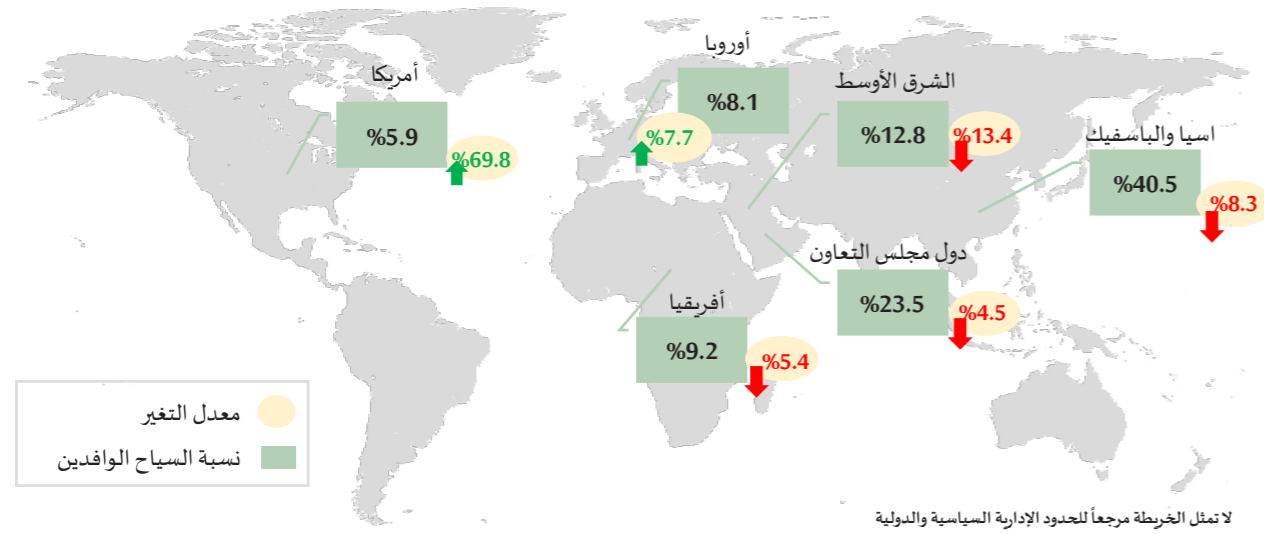 أوروبا
%8.1
%7.7
أمريكا
%5.9
%69.8
الشرق الأوسط
%12.8
%13.4
اسيا والباسفيك
%40.5
%8.3
دول مجلس التعاون
%23.5
%4.5
أفريقيا
%9.2
%5.4
معدل التغير
نسبة السياح الوافدين
لا تمثل الخريطة مرجعاً للحدود الإدارية السياسية والدولية